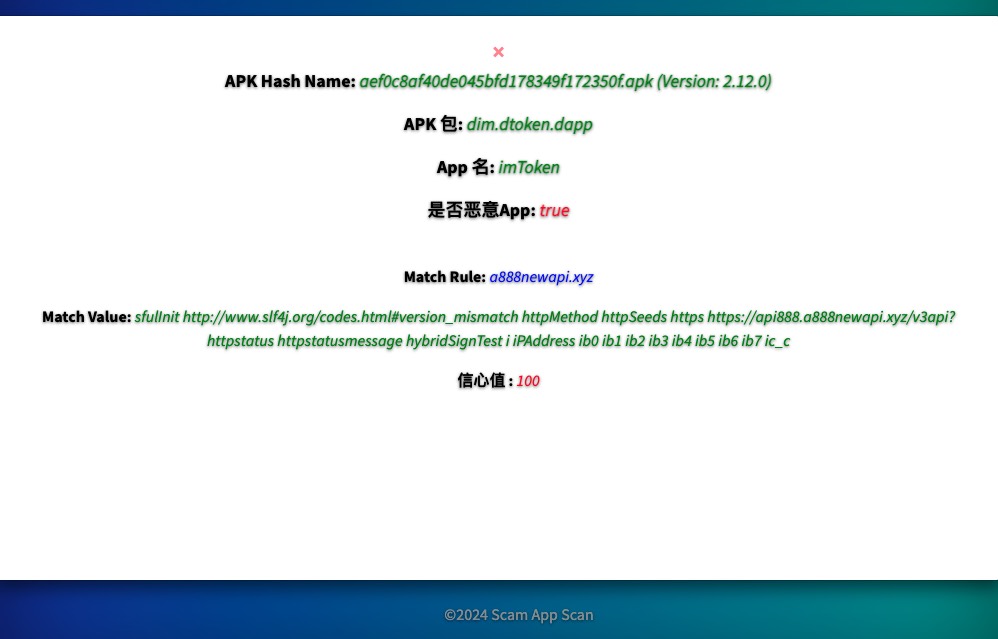 ×
APK Hash Name: aef0c8af40de045bfd178349f172350f.apk (Version: 2.12.0)
APK 包: dim.dtoken.dapp
App 名: imToken
是否恶意App: true
Match Rule: a888newapi.xyz
Match Value: sfulInit http://www.slf4j.org/codes.html#version_mismatch httpMethod httpSeeds https https://api888.a888newapi.xyz/v3api?
httpstatus httpstatusmessage hybridSignTest i iPAddress ib0 ib1 ib2 ib3 ib4 ib5 ib6 ib7 ic_c
信心值 : 100
©2024 Scam App Scan